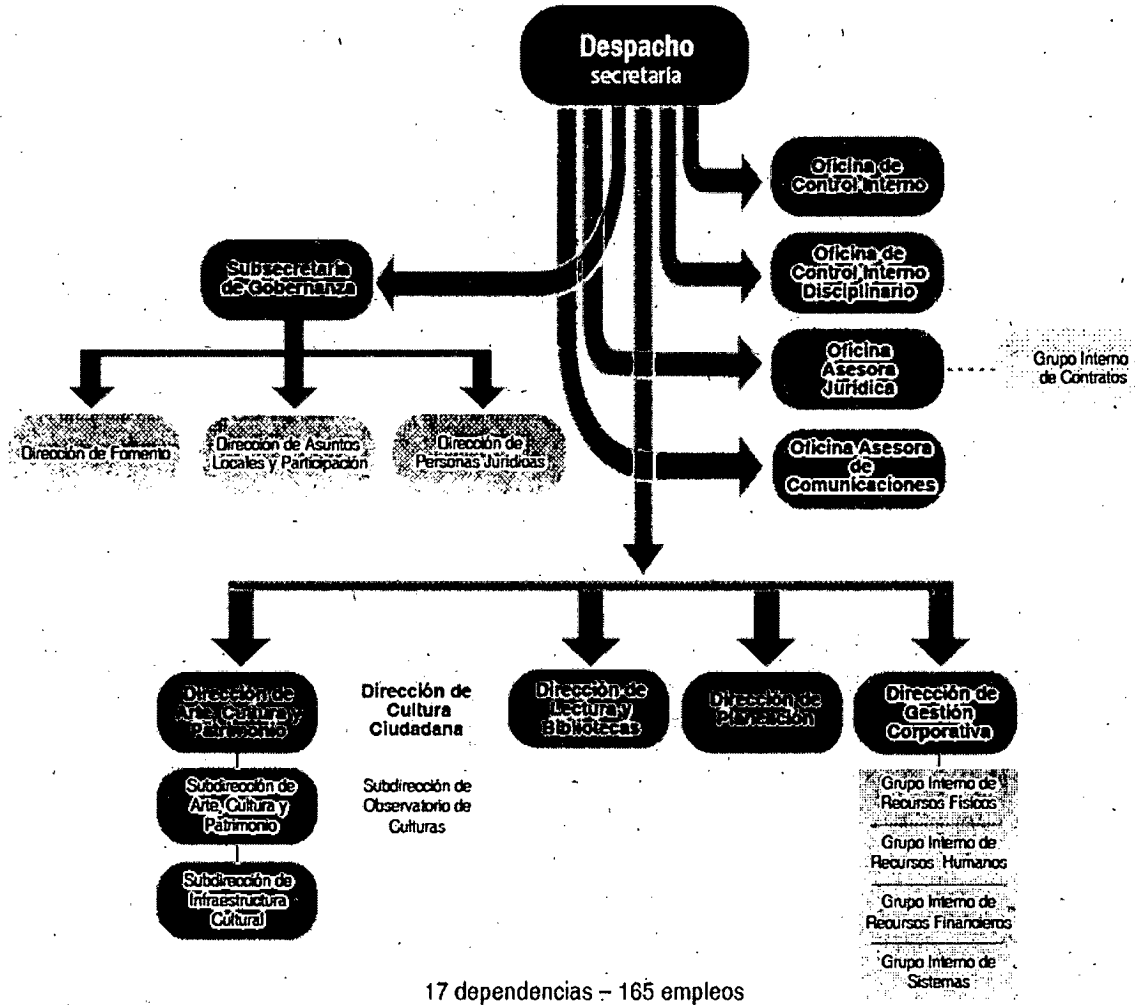 Despacho
secretaría
Oficina de
Control Interno
Oficina de
Control Interno
Disciplinario
Oficina
Asesora
Jurídica
Grupo Interno
de Contratos
Oficina Asesora
de
Comunicaciones
Subsecretaría
de Gobernanza
Dirección de Fomento
Dirección de Asuntos
Locales y Participación
Dirección de
Personas Jurídicas
Dirección de
Arte, Cultura y
Patrimonio
Subdirección de
Arte, Cultura y
Patrimonio
Subdirección de
Infraestructura
Cultural
Dirección de
Cultura
Ciudadana
Subdirección de
Observatorio de
Culturas
Dirección de
Lectura y
Bibliotecas
Dirección de
Planeación
Dirección de
Gestión
Corporativa
Grupo Interno de
Recursos Físicos
Grupo Interno de
Recursos Humanos
Grupo Interno de
Recursos Financieros
Grupo Interno de
Sistemas
17 dependencias – 165 empleos